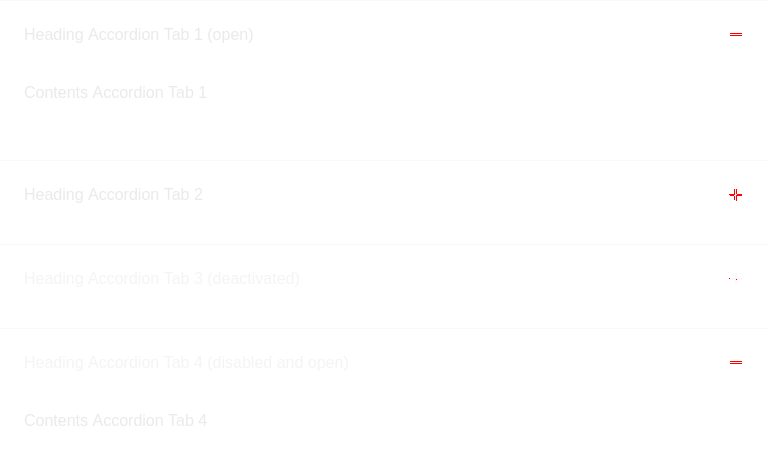 Heading Accordion Tab 1 (open)
Contents Accordion Tab 1
Heading Accordion Tab 2
Heading Accordion Tab 3 (deactivated)
Heading Accordion Tab 4 (disabled and open)
Contents Accordion Tab 4